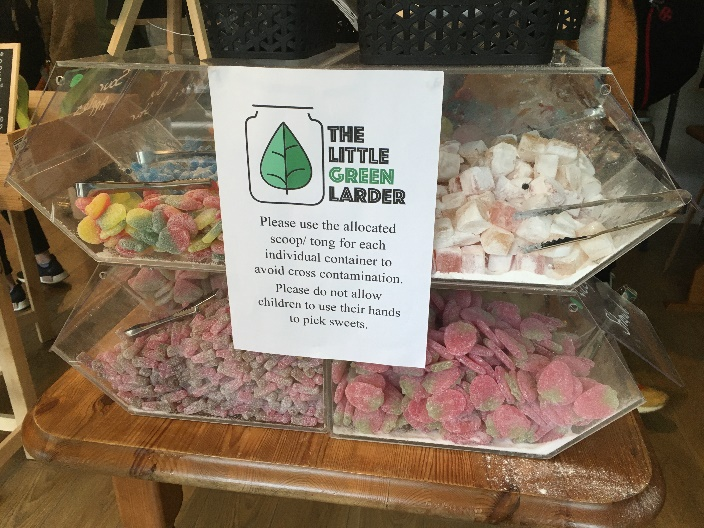 THE
LITTLE
GREEN
LARDER
Please use the allocated
scoop/ tong for each
individual container to
avoid cross contamination.
Please do not allow
children to use their hands
to pick sweets.